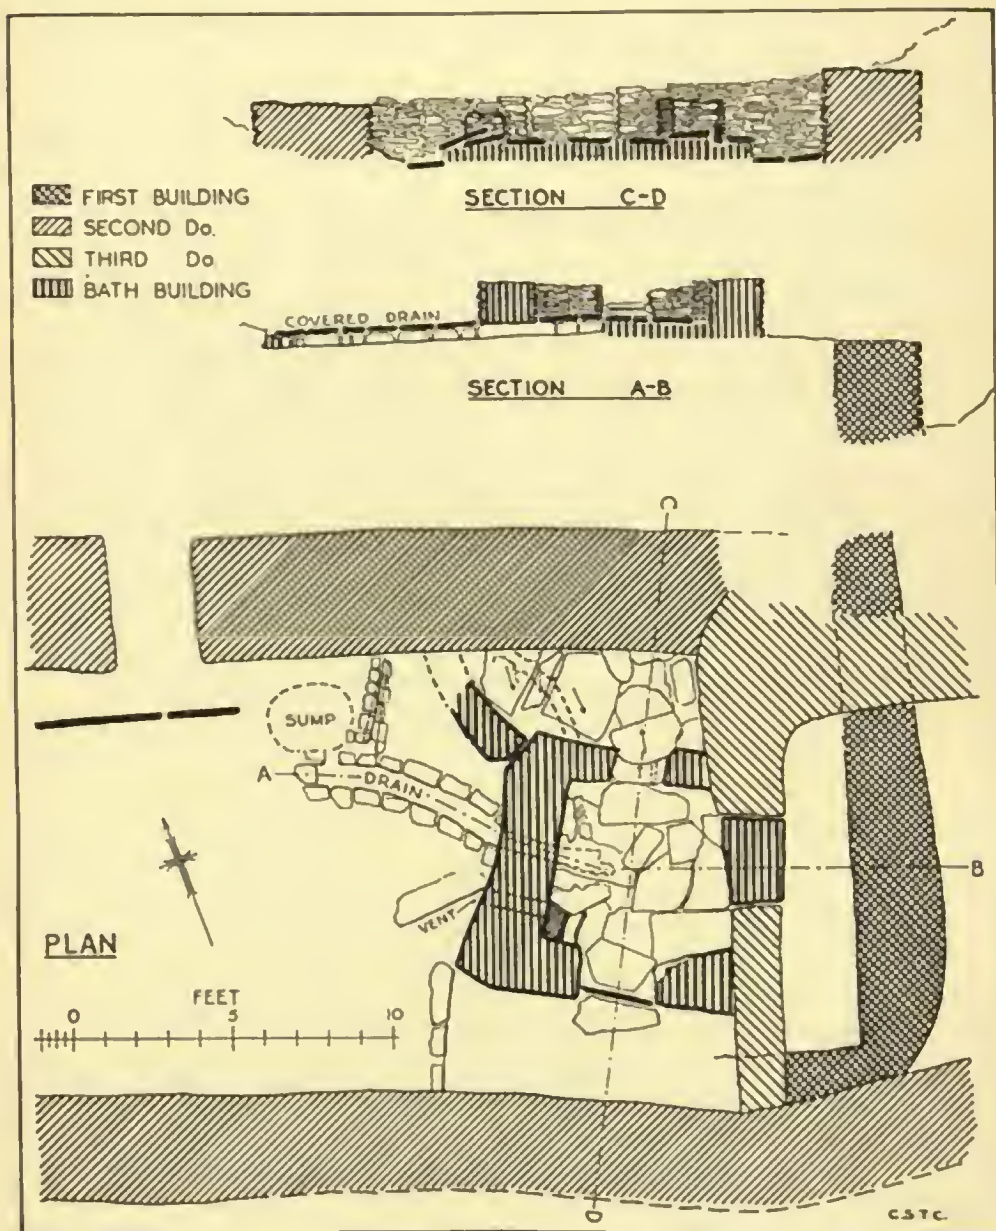 SECTION C-D
FIRST BUILDING
SECOND Do.
THIRD Do
BATH BUILDING
COVERED DRAIN
SECTION A-B
C
SUMP
A
DRAIN
B
VENT
PLAN
FEET
0 5 10
D
C.S.T.C.